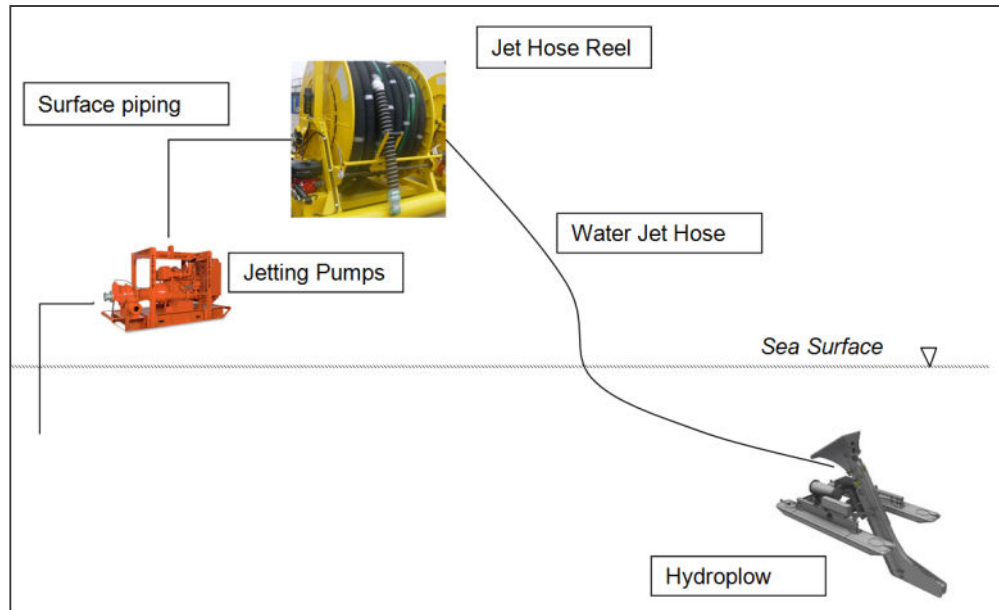 Jet Hose Reel
Surface piping
Water Jet Hose
Jetting Pumps
Sea Surface
Hydroplow